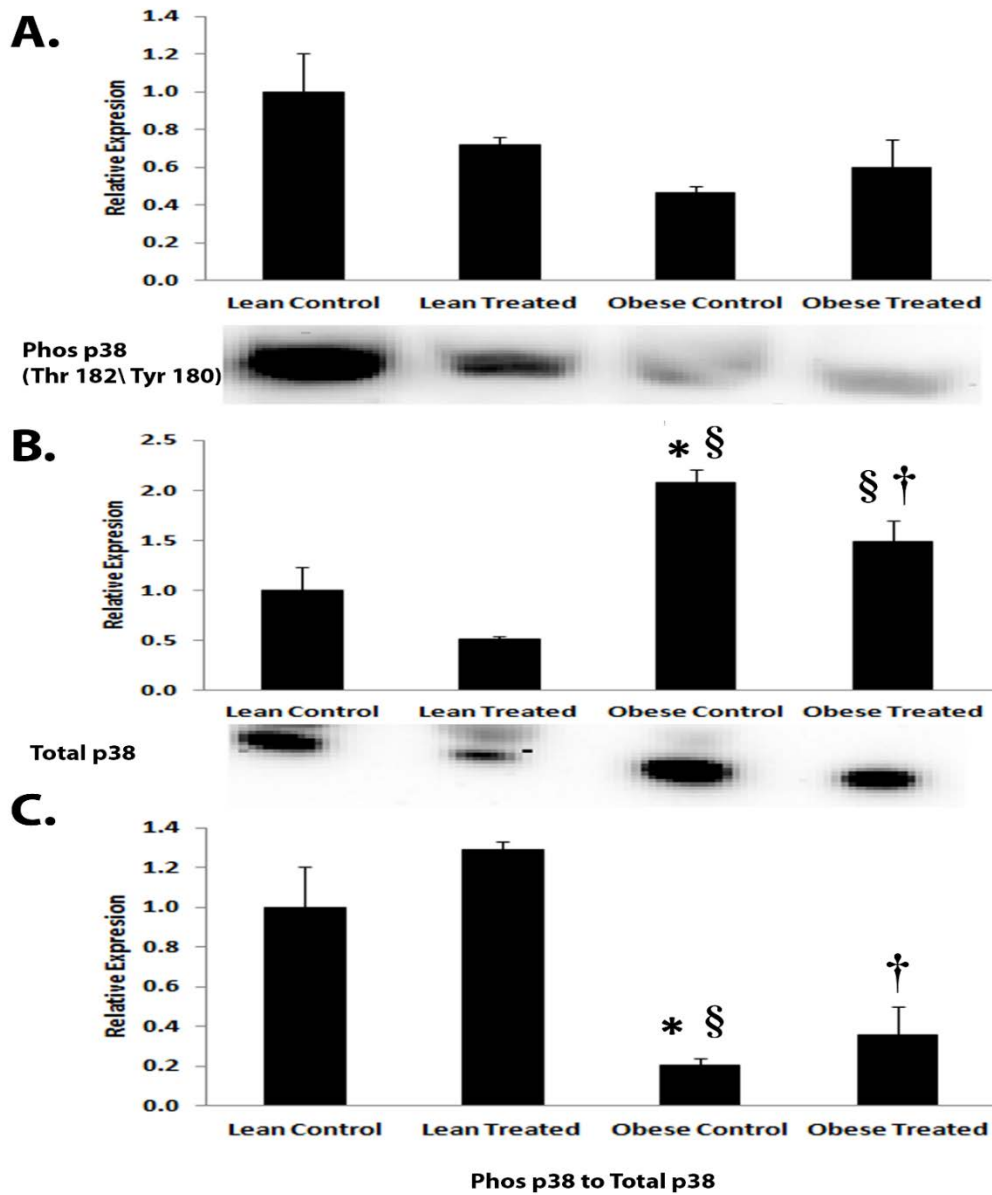 A.
1.4
1.2
1.0
0.8
0.6
0.4
0.2
0.0
Relative Expresion
Lean Control Lean Treated Obese Control Obese Treated
Phos p38
(Thr 182\ Tyr 180)
B.
2.5
2.0
1.5
1.0
0.5
0.0
Relative Expresion
* §
§ †
Lean Control Lean Treated Obese Control Obese Treated
Total p38
C.
1.4
1.2
1.0
0.8
0.6
0.4
0.2
0.0
Relative Expresion
* §
†
Lean Control Lean Treated Obese Control Obese Treated
Phos p38 to Total p38